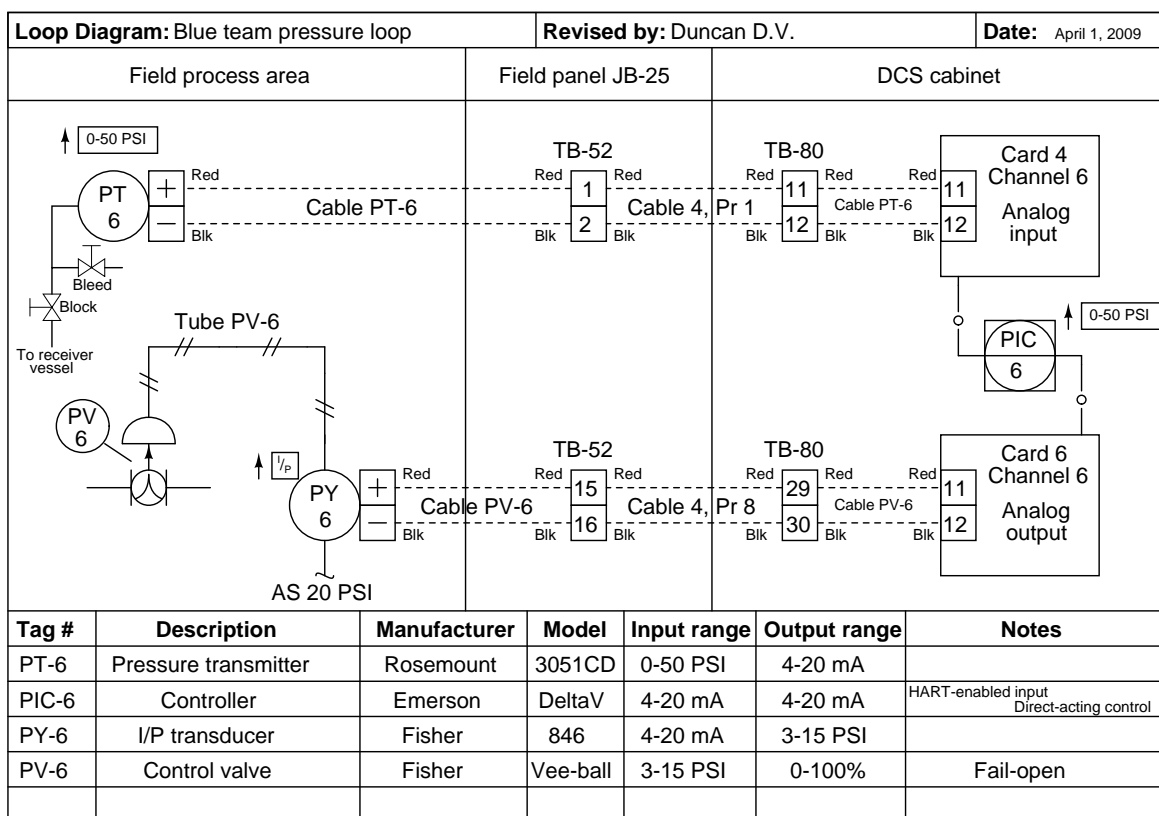 Loop Diagram: Blue team pressure loop Revised by: Duncan D.V. Date: April 1, 2009
Field process area Field panel JB-25 DCS cabinet
0-50 PSI
PT
6
+
−
Red
Blk
Cable PT-6
TB-52
Red 1 Red
Blk 2 Blk
Cable 4, Pr 1
TB-80
Red 11 Red
Blk 12 Blk
Cable PT-6
Red 11
Blk 12
Card 4
Channel 6
Analog
input
Bleed
Block
To receiver
vessel
Tube PV-6
PV
6
0-50 PSI
PIC
6
I/P
PY
6
+
−
Red
Blk
AS 20 PSI
Cable PV-6
TB-52
Red 15 Red
Blk 16 Blk
Cable 4, Pr 8
TB-80
Red 29 Red
Blk 30 Blk
Cable PV-6
Red 11
Blk 12
Card 6
Channel 6
Analog
output
Tag # Description Manufacturer Model Input range Output range Notes
PT-6 Pressure transmitter Rosemount 3051CD 0-50 PSI 4-20 mA
PIC-6 Controller Emerson DeltaV 4-20 mA 4-20 mA HART-enabled input
Direct-acting control
PY-6 I/P transducer Fisher 846 4-20 mA 3-15 PSI
PV-6 Control valve Fisher Vee-ball 3-15 PSI 0-100% Fail-open